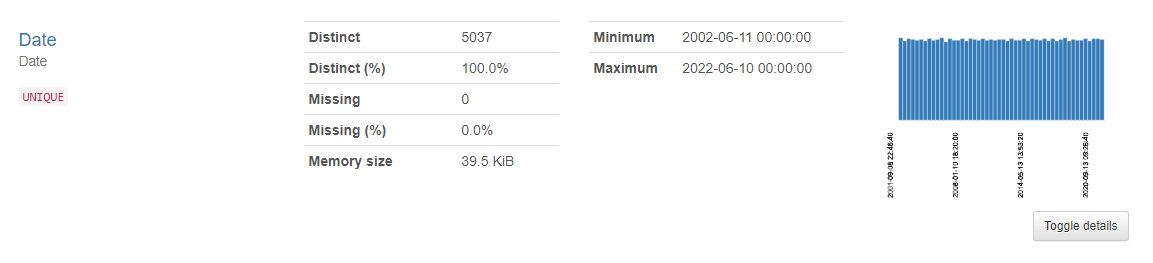 Date
Date
UNIQUE
Distinct 5037
Distinct (%) 100.0%
Missing 0
Missing (%) 0.0%
Memory size 39.5 KiB
Minimum 2002-06-11 00:00:00
Maximum 2022-06-10 00:00:00
2001-09-08 22:46:40
2008-01-10 18:20:00
2014-05-13 13:53:20
2020-09-13 09:26:40
Toggle details